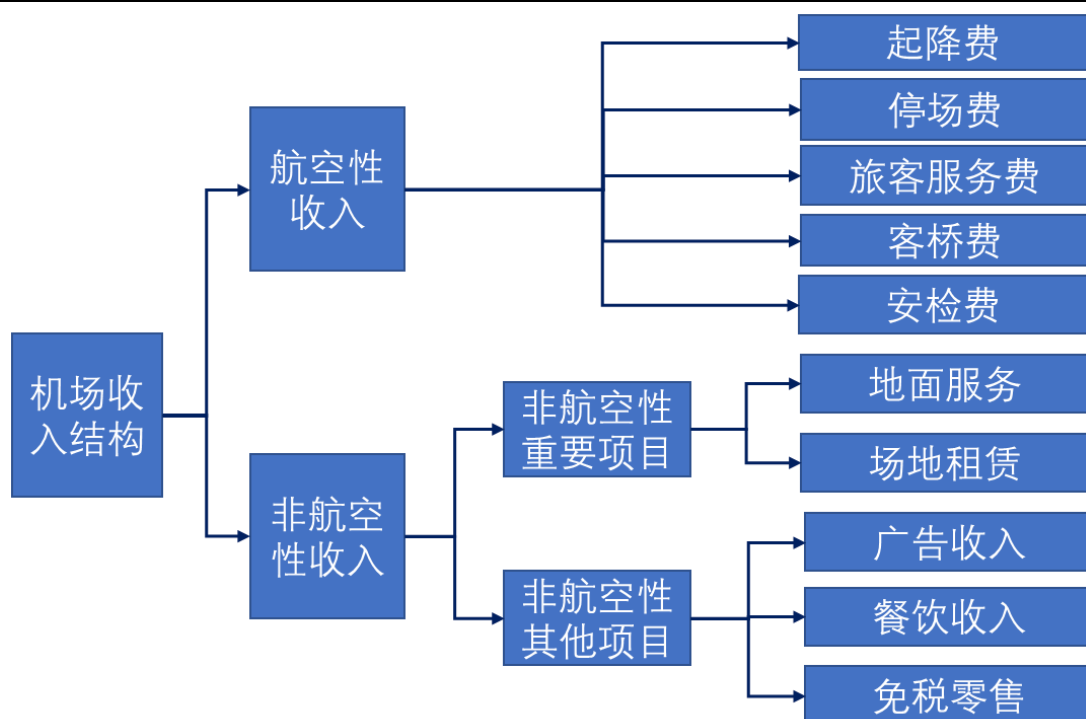 机场收
入结构
航空性
收入
非航空
性收入
非航空性
重要项目
非航空性
其他项目
起降费
停场费
旅客服务费
客桥费
安检费
地面服务
场地租赁
广告收入
餐饮收入
免税零售